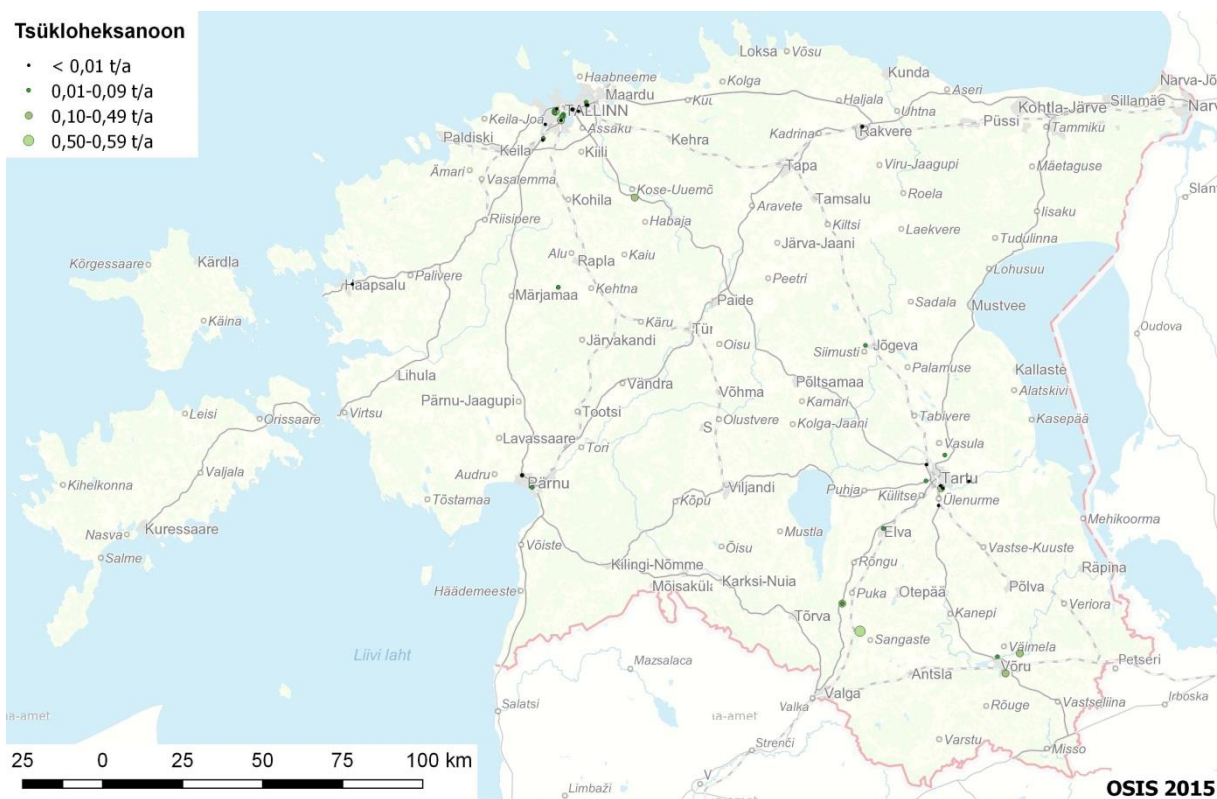 Tsükloheksanoon
< 0,01 t/a
0,01-0,09 t/a
0,10-0,49 t/a
0,50-0,59 t/a
Loksa
Võsu
Haabneeme
Kolga
Kunda
Narva-Jõ
Maardu
Kuu
Haljala
Aseri
Uhtna
Kohtla-Järve
Sillamäe
Narv
TALLINN
Keila-Joa
Assaku
Püssi
Tammiku
Paldiski
Keila
Kiili
Kehra
Kadrina
Rakvere
Tapa
Viru-Jaagupi
Mäetaguse
Ämari
Vasalemma
Kose-Uuemõ
Roela
Slant
Kohila
Aravete
Tamsalu
Iisaku
Riisipere
Habaja
Kiltsi
Laekvere
Tudulinna
Järva-Jaani
Körgessaare
Kärdla
Alu
Rapla
Kaiu
Lohusuu
Haapsalu
Palivere
Peetri
Märjamaa
Kehtna
Paide
Sadala
Mustvee
Käina
Käru
Tür
Oisu
Oudova
Järvakandi
Jõgeva
Siimusti
Palamuse
Kallaste
Lihula
Vändra
Põltsamaa
Alatskivi
Võhma
Kamari
Pärnu-Jaagupi
Leisi
Orissaare
Virtsu
Tootsi
Olustvere
Kolga-Jaani
Tabivere
Kasepää
S
Lavassaare
Tori
Vasula
Valjala
Audru
Kihelkonna
Pärnu
Tartu
Viljandi
Puhja
Külitse
Ülenurme
Tõstamaa
Kõpu
Mehikoorma
Kuressaare
Nasva
Mustla
Elva
Salme
Võiste
Õisu
Vastse-Kuuste
Kilingi-Nõmme
Rõngu
Räpina
Karksi-Nuia
Häädemeeste
Mõisaküla
Puka
Otepää
Põlva
Veriora
Tõrva
Kanepi
Sangaste
Väimela
Liivi laht
Mazsalaca
Võru
Petseri
Antsla
Valga
Salatsi
Valka
Rõuge
Vastseliina
Irboska
aa-amet
ıa-amet
Strenči
Varstu
Misso
V
Limbaži
25 0 25 50 75 100 km
OSIS 2015